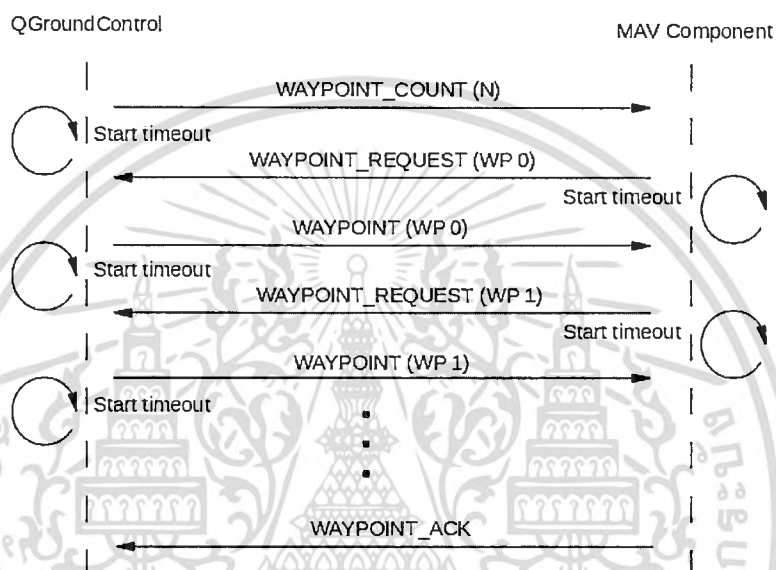 QGroundControl
MAV Component
WAYPOINT_COUNT (N)
Start timeout
WAYPOINT_REQUEST (WP 0)
Start timeout
WAYPOINT (WP 0)
Start timeout
WAYPOINT_REQUEST (WP 1)
Start timeout
WAYPOINT (WP 1)
Start timeout
WAYPOINT_ACK